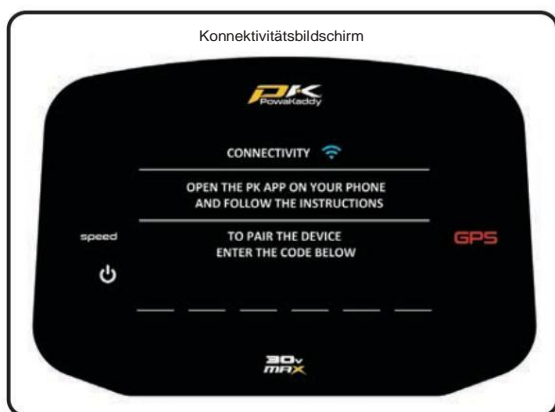 Konnektivitätsbildschirm
PK
PowaKaddy
CONNECTIVITY
OPEN THE PK APP ON YOUR PHONE
AND FOLLOW THE INSTRUCTIONS
speed
TO PAIR THE DEVICE
ENTER THE CODE BELOW
GPS
_ _ _ _ _ _
30V
MAX